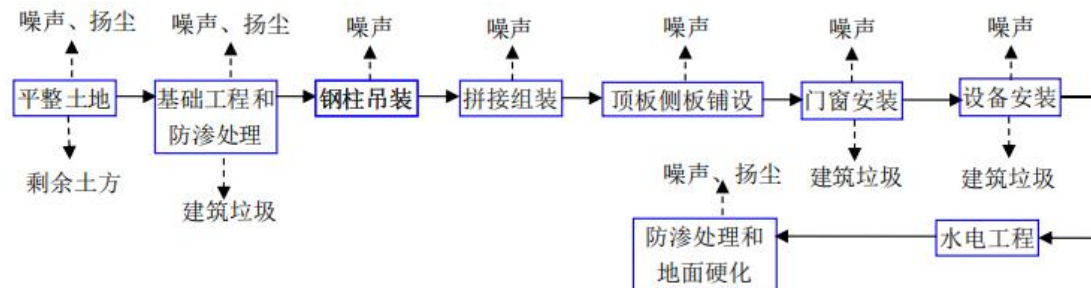 噪声、扬尘
噪声、扬尘
噪声
噪声
噪声
噪声
噪声
平整土地
基础工程和
防渗处理
钢柱吊装
拼接组装
顶板侧板铺设
门窗安装
设备安装
剩余土方
建筑垃圾
建筑垃圾
建筑垃圾
噪声、扬尘
防渗处理和
地面硬化
水电工程